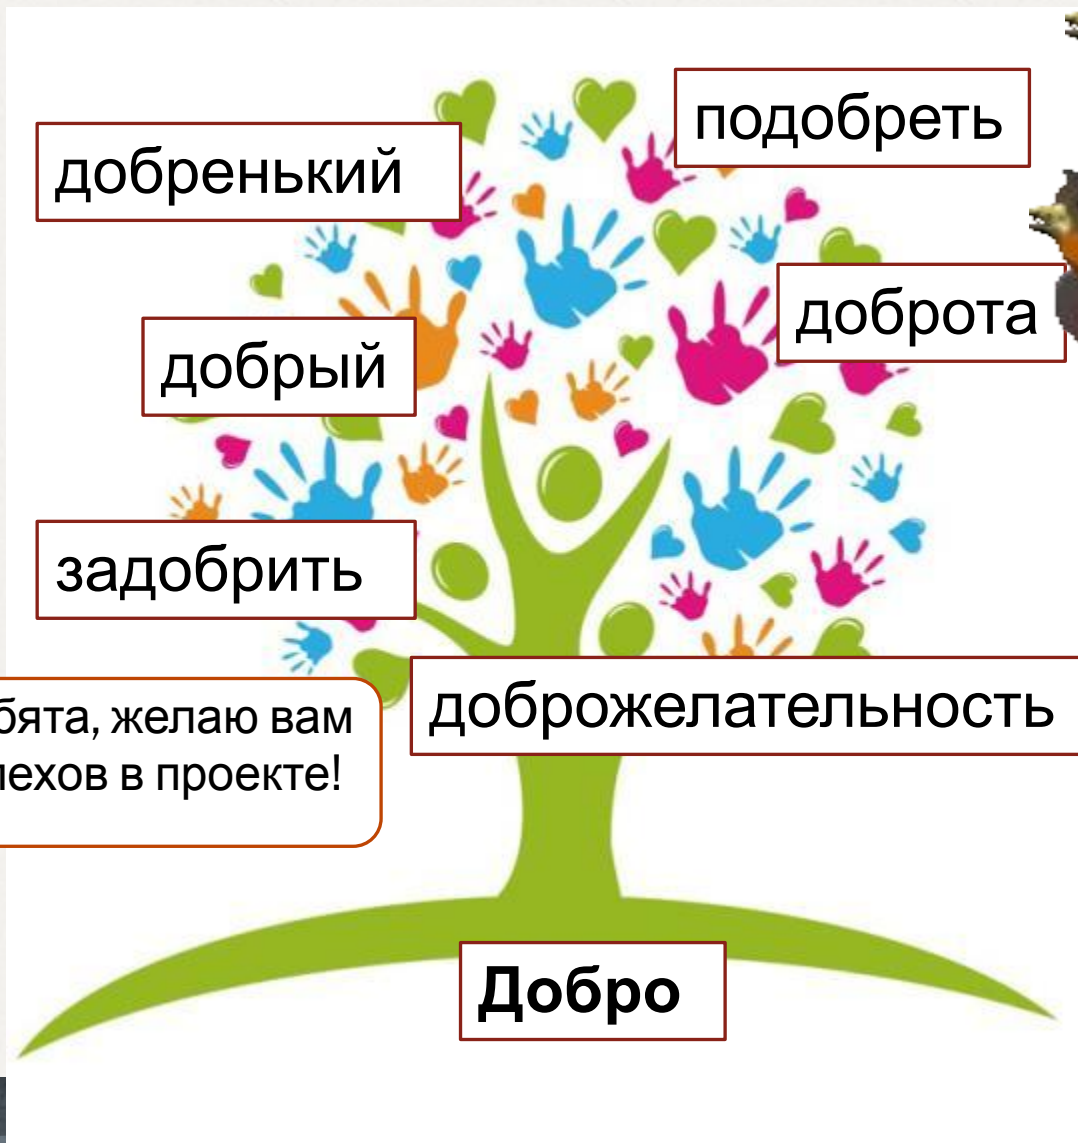 подобреть
добренький
доброта
добрый
задобрить
доброжелательность
желаю вам
в проекте!
Добро